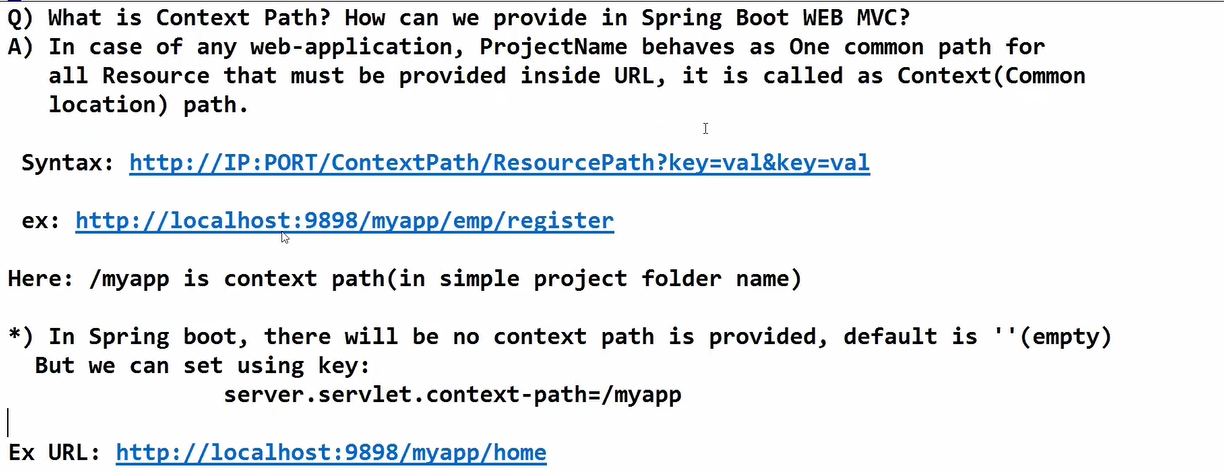 Q) What is Context Path? How can we provide in Spring Boot WEB MVC?
A) In case of any web-application, ProjectName behaves as One common path for
all Resource that must be provided inside URL, it is called as Context(Common
location) path.
Syntax: http://IP:PORT/ContextPath/ResourcePath?key=val&key=val
ex: http://localhost:9898/myapp/emp/register
Here: /myapp is context path(in simple project folder name)
*) In Spring boot, there will be no context path is provided, default is ''(empty)
But we can set using key:
server.servlet.context-path=/myapp
Ex URL: http://localhost:9898/myapp/home